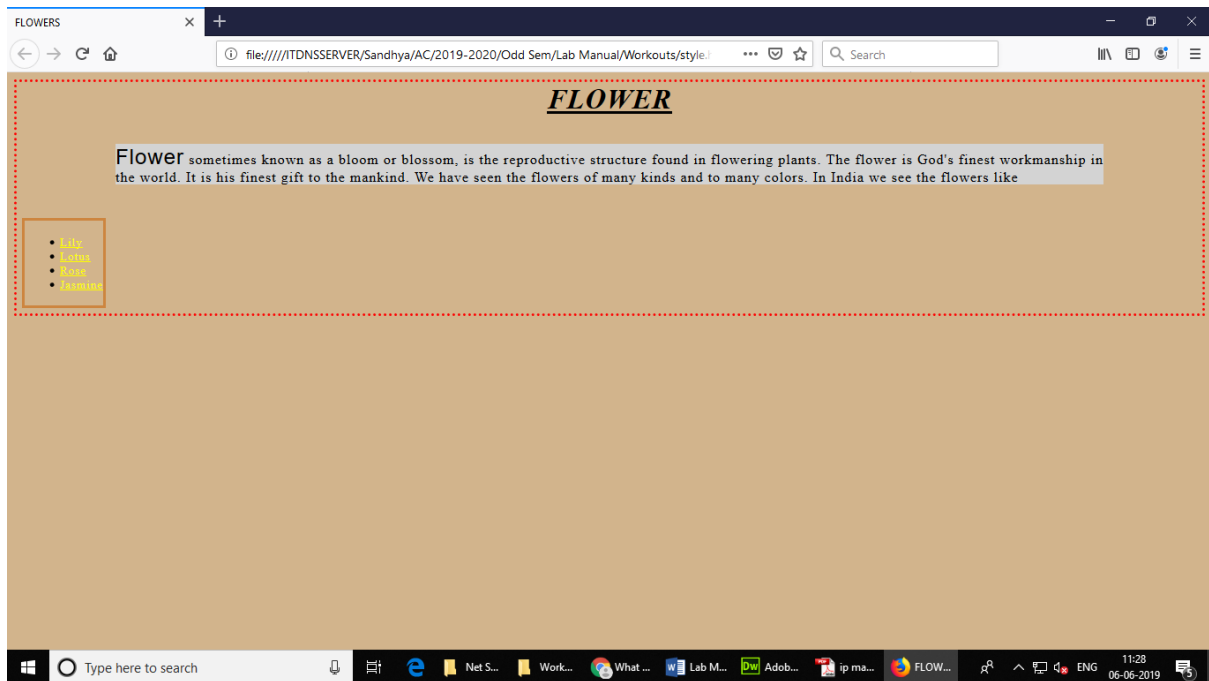 FLOWERS
file://///ITDNSSERVER/Sandhya/AC/2019-2020/Odd Sem/Lab Manual/Workouts/style.
Search
FLOWER
Flower sometimes known as a bloom or blossom, is the reproductive structure found in flowering plants. The flower is God's finest workmanship in
the world. It is his finest gift to the mankind. We have seen the flowers of many kinds and to many colors. In India we see the flowers like
Lily
Lotus
Rose
Jasmine
Type here to search
Net S...
Work...
What ...
Lab M...
Dw Adob...
ip ma...
FLOW...
ENG
11:28
06-06-2019
5